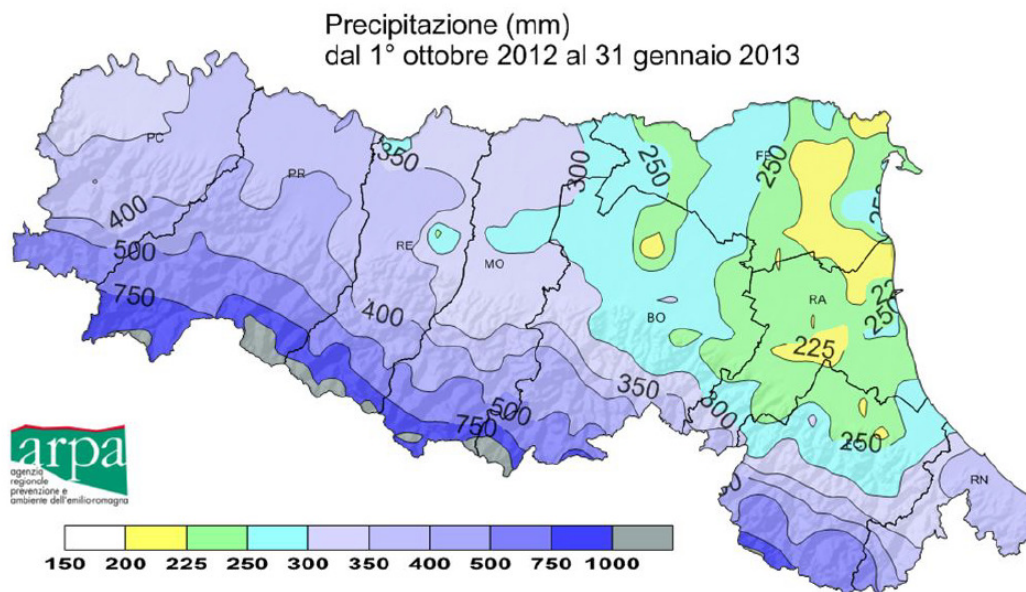 Precipitazione (mm)
dal 1° ottobre 2012 al 31 gennaio 2013
PC
PR
350
RE
MO
300
250
FE
250
400
500
750
400
BO
RA
225
250
350
300
500
750
250
RN
arpa
agenzia
regionale
prevenzione e
ambiente dell'emilia-romagna
150 200 225 250 300 350 400 500 750 1000